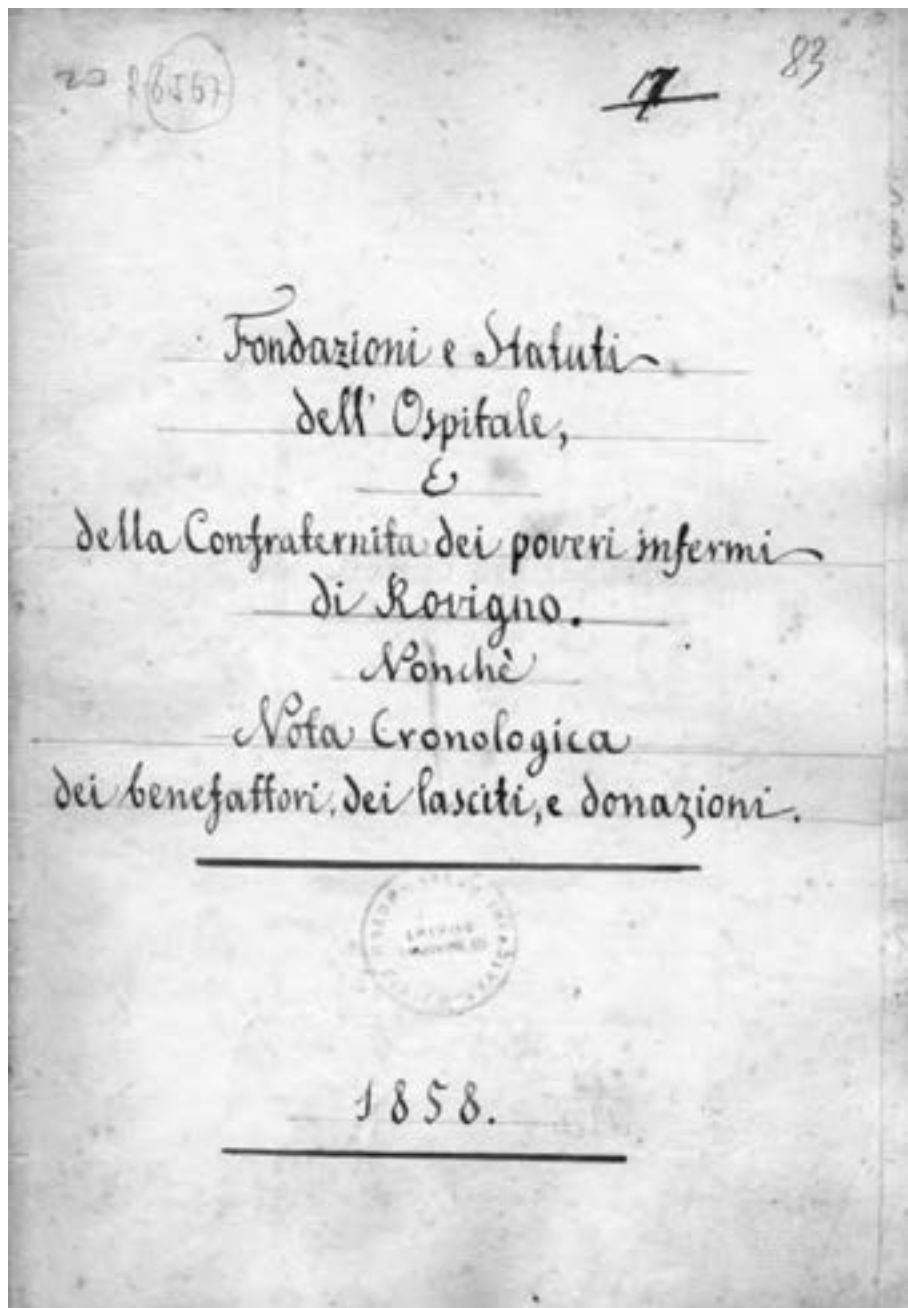 83
17
Fondazioni e Statuti
dell' Ospitale,
E
della Confraternita dei poveri infermi
di Rovigno.
Nonchè
Nota Cronologica
dei benefattori, dei lasciti, e donazioni.
1858.